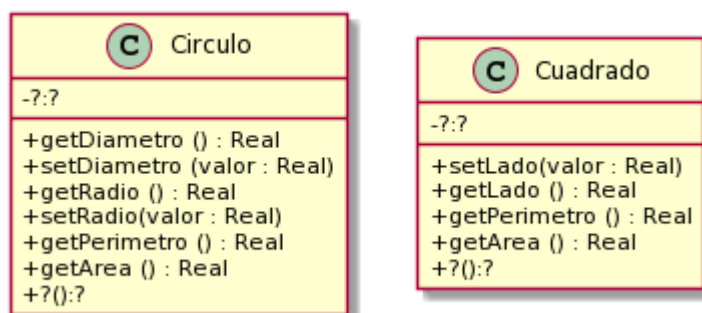 C Circulo
-?:?
+getDiametro () : Real
+setDiametro (valor : Real)
+getRadio () : Real
+setRadio(valor : Real)
+getPerimetro () : Real
+getArea () : Real
+?():?
C Cuadrado
-?:?
+setLado(valor : Real)
+getLado () : Real
+getPerimetro () : Real
+getArea () : Real
+?():?